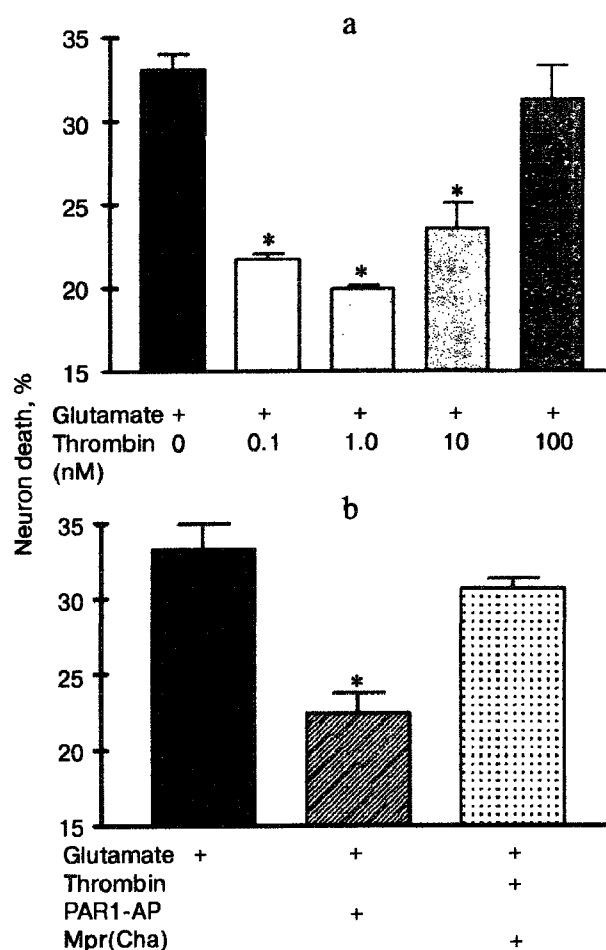 a
35
30
25
20
15
*
*
*
Glutamate + + + + +
Thrombin 0 0.1 1.0 10 100
(nM)
Neuron death, %
b
35
30
25
20
15
*
Glutamate + + +
Thrombin +
PAR1-AP +
Mpr(Cha) +